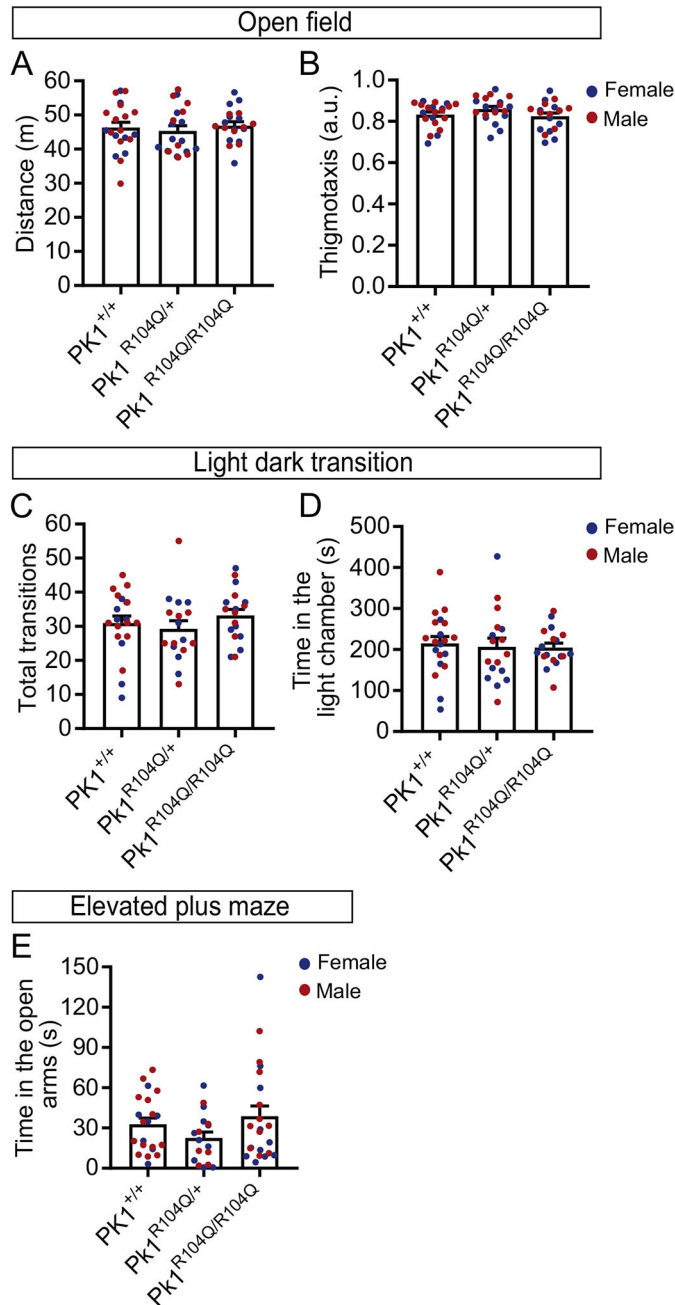 Open field
A
Distance (m)
60
50
40
30
20
10
0
PK1+/+
Pk1 R104Q/+
Pk1 R104Q/R104Q
B
Thigmotaxis (a.u.)
1.0
0.8
0.6
0.4
0.2
0.0
PK1+/+
Pk1R104Q/+
Pk1R104Q/R104Q
Female
Male
Light dark transition
C
Total transitions
60
50
40
30
20
10
0
PK1+/+
Pk1R104Q/+
Pk1R104Q/R104Q
D
Time in the
light chamber (s)
500
400
300
200
100
0
PK1+/+
Pk1R104Q/+
Pk1R104Q/R104Q
Female
Male
Elevated plus maze
E
Time in the open
arms (s)
150
120
90
60
30
0
PK1+/+
Pk1R104Q/+
Pk1R104Q/R104Q
Female
Male